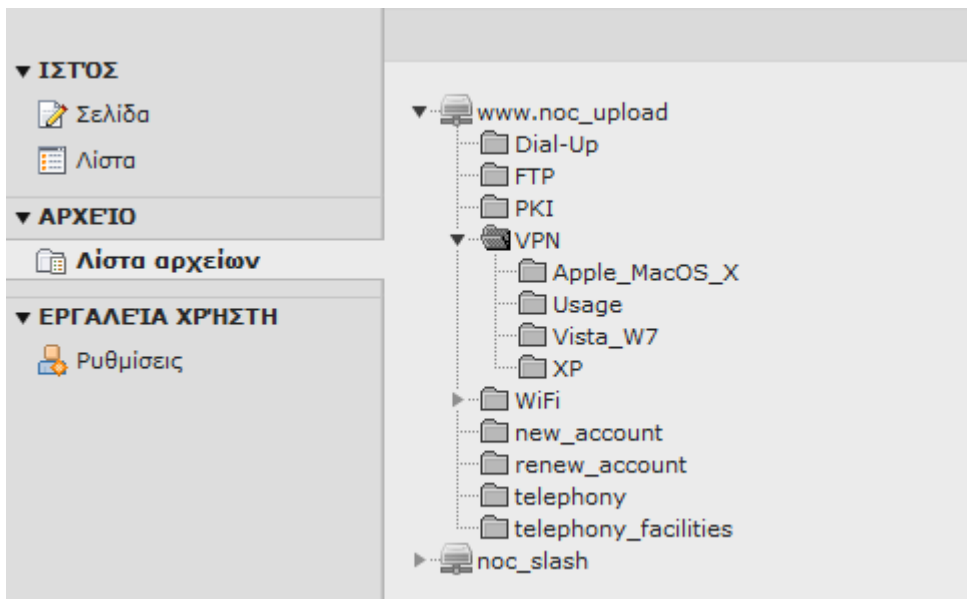 ΙΣΤΌΣ
Σελίδα
Λίστα
ΑΡΧΕΊΟ
Λίστα αρχείων
ΕΡΓΑΛΕΊΑ ΧΡΉΣΤΗ
Ρυθμίσεις
www.noc_upload
Dial-Up
FTP
PKI
VPN
Apple_MacOS_X
Usage
Vista_W7
XP
WiFi
new_account
renew_account
telephony
telephony_facilities
noc_slash